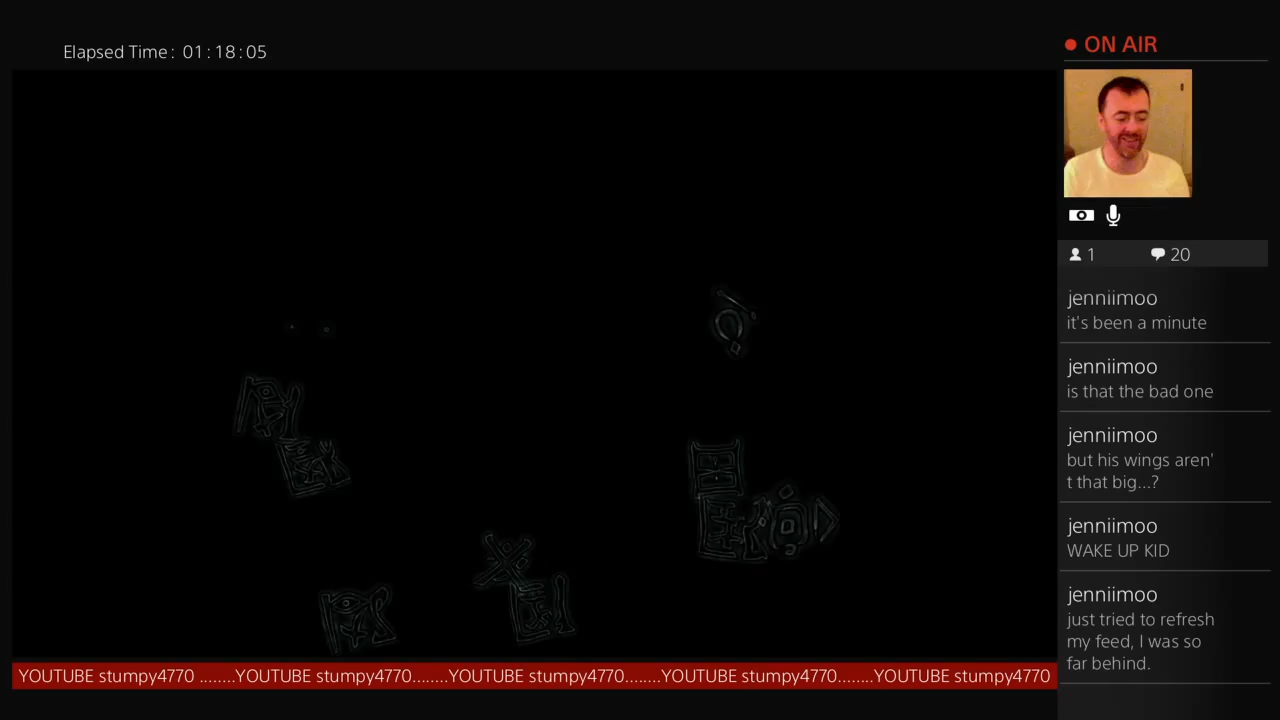 Elapsed Time: 01:18:05
ON AIR
1 20
jenniimoo
it's been a minute
jenniimoo
is that the bad one
jenniimoo
but his wings aren'
t that big...?
jenniimoo
WAKE UP KID
jenniimoo
just tried to refresh
my feed, I was so
far behind.
YOUTUBE stumpy4770 ........YOUTUBE stumpy4770........YOUTUBE stumpy4770........YOUTUBE stumpy4770........YOUTUBE stumpy4770